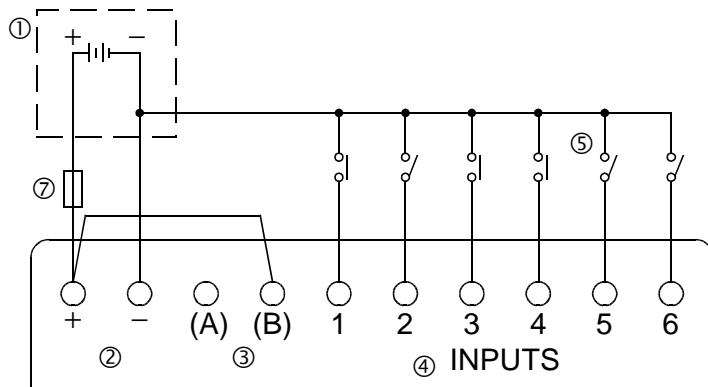 ①
+ −
⑤
⑦
+ − (A) (B) 1 2 3 4 5 6
② ③ ④ INPUTS